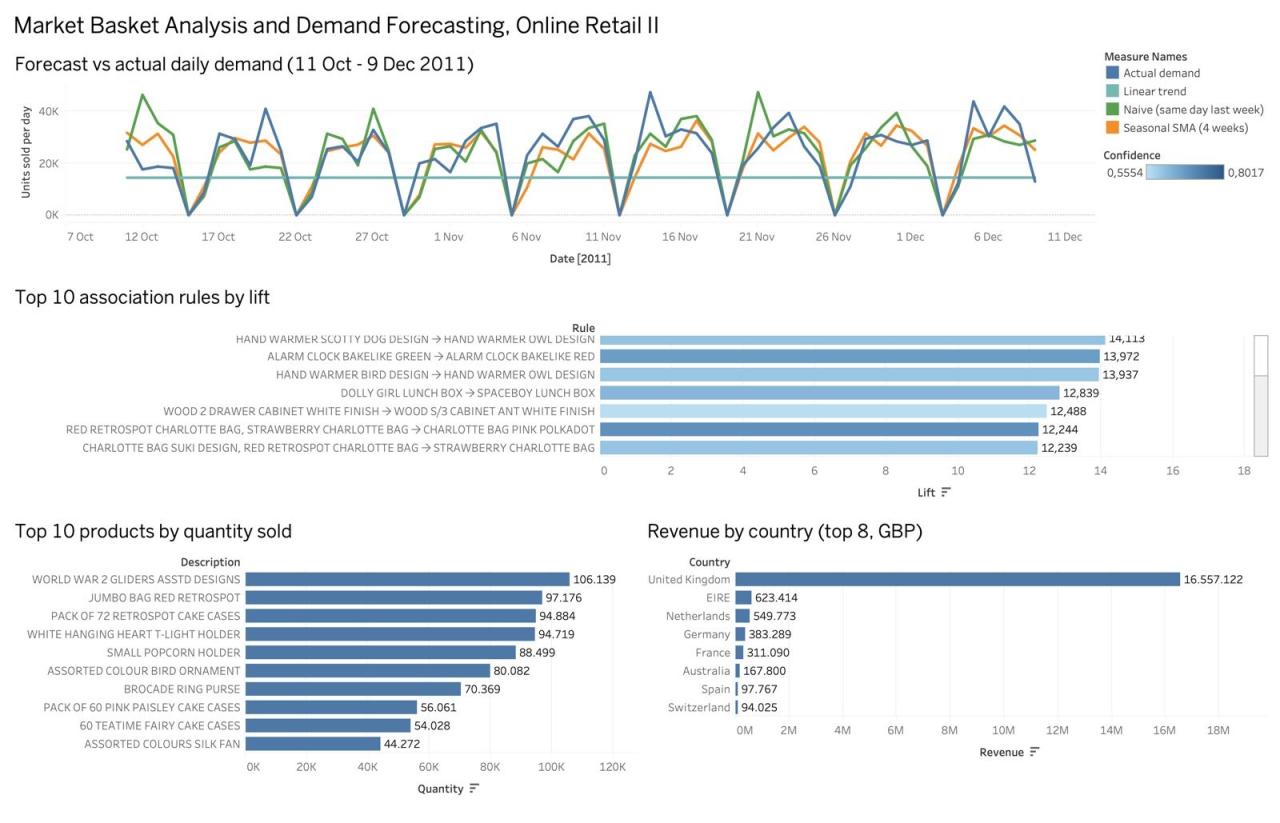 Market Basket Analysis and Demand Forecasting, Online Retail II
Forecast vs actual daily demand (11 Oct - 9 Dec 2011)
Measure Names
Actual demand
Linear trend
Naive (same day last week)
Seasonal SMA (4 weeks)
Confidence
0,5554 0,8017
Units sold per day
40K
20K
0K
7 Oct 12 Oct 17 Oct 22 Oct 27 Oct 1 Nov 6 Nov 11 Nov 16 Nov 21 Nov 26 Nov 1 Dec 6 Dec 11 Dec
Date [2011]
Top 10 association rules by lift
Rule
HAND WARMER SCOTTY DOG DESIGN → HAND WARMER OWL DESIGN 14,113
ALARM CLOCK BAKELIKE GREEN → ALARM CLOCK BAKELIKE RED 13,972
HAND WARMER BIRD DESIGN → HAND WARMER OWL DESIGN 13,937
DOLLY GIRL LUNCH BOX → SPACEBOY LUNCH BOX 12,839
WOOD 2 DRAWER CABINET WHITE FINISH → WOOD S/3 CABINET ANT WHITE FINISH 12,488
RED RETROSPOT CHARLOTTE BAG, STRAWBERRY CHARLOTTE BAG → CHARLOTTE BAG PINK POLKADOT 12,244
CHARLOTTE BAG SUKI DESIGN, RED RETROSPOT CHARLOTTE BAG → STRAWBERRY CHARLOTTE BAG 12,239
0 2 4 6 8 10 12 14 16 18
Lift
Top 10 products by quantity sold
Description
WORLD WAR 2 GLIDERS ASSTD DESIGNS 106.139
JUMBO BAG RED RETROSPOT 97.176
PACK OF 72 RETROSPOT CAKE CASES 94.884
WHITE HANGING HEART T-LIGHT HOLDER 94.719
SMALL POPCORN HOLDER 88.499
ASSORTED COLOUR BIRD ORNAMENT 80.082
BROCADE RING PURSE 70.369
PACK OF 60 PINK PAISLEY CAKE CASES 56.061
60 TEATIME FAIRY CAKE CASES 54.028
ASSORTED COLOURS SILK FAN 44.272
0K 20K 40K 60K 80K 100K 120K
Quantity
Revenue by country (top 8, GBP)
Country
United Kingdom 16.557.122
EIRE 623.414
Netherlands 549.773
Germany 383.289
France 311.090
Australia 167.800
Spain 97.767
Switzerland 94.025
0M 2M 4M 6M 8M 10M 12M 14M 16M 18M
Revenue